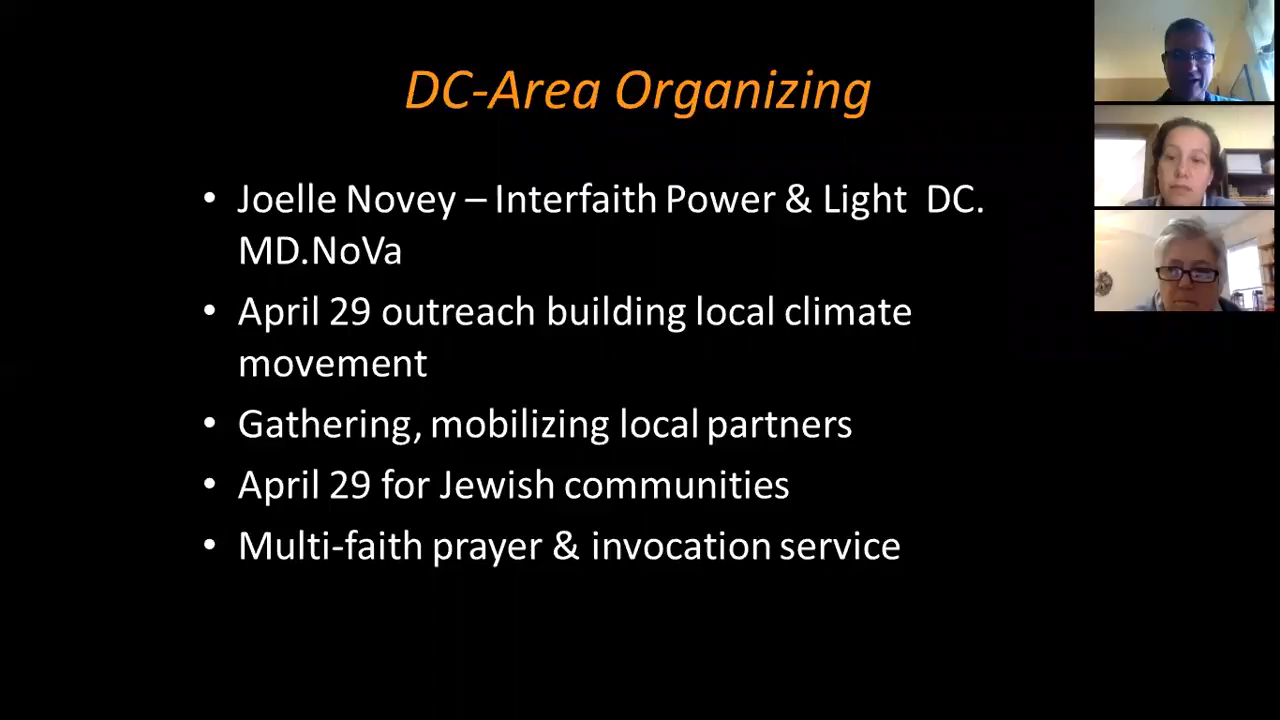 DC-Area Organizing
• Joelle Novey – Interfaith Power & Light  DC.
MD.NoVa
• April 29 outreach building local climate
movement
• Gathering, mobilizing local partners
• April 29 for Jewish communities
• Multi-faith prayer & invocation service